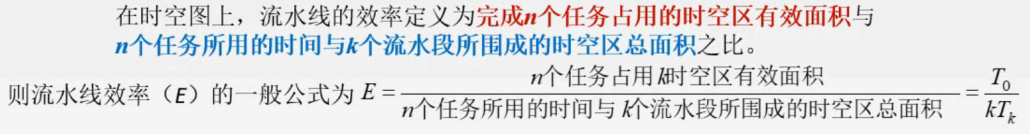 在时空图上，流水线的效率定义为完成n个任务占用的时空区有效面积与
n个任务所用的时间与k个流水段所围成的时空区总面积之比。
则流水线效率（E）的一般公式为 E = n个任务占用k时空区有效面积 / n个任务所用的时间与 k个流水段所围成的时空区总面积 = T₀ / kTₖ